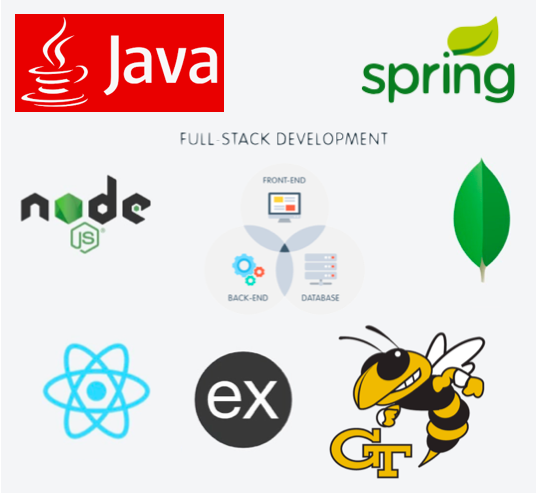 Java
spring
FULL-STACK DEVELOPMENT
FRONT-END
node
JS
BACK-END
DATABASE
ex
GT